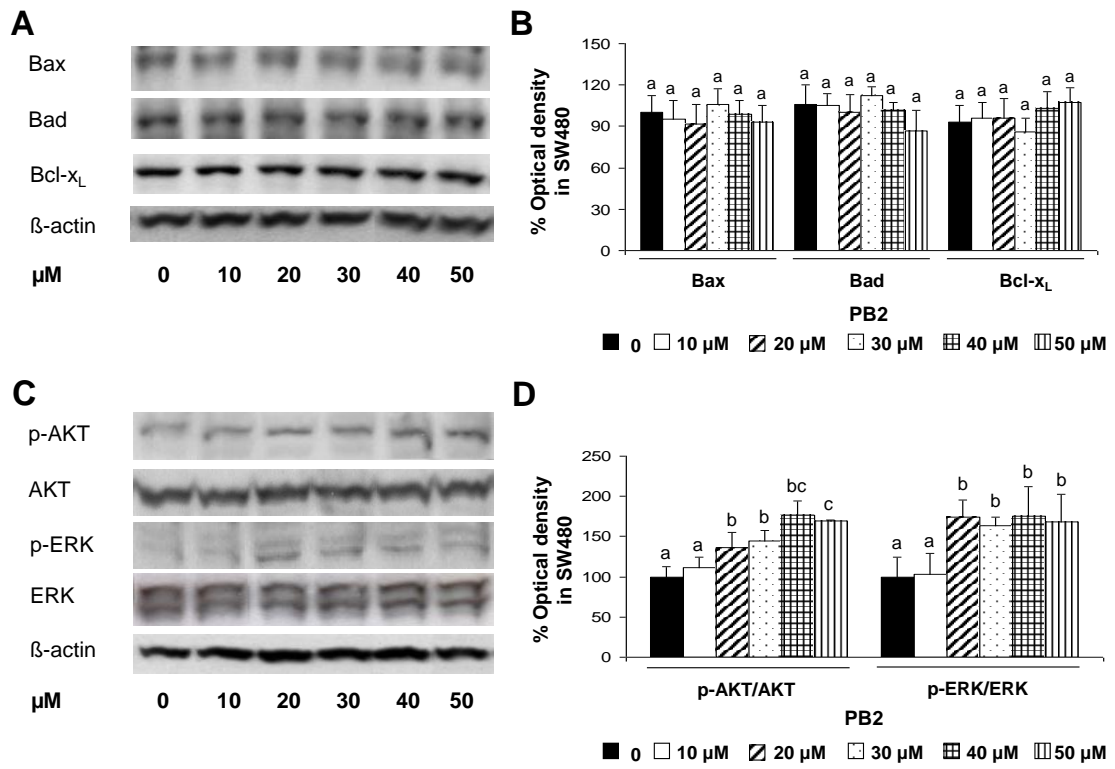 A
Bax
Bad
Bcl-xL
ß-actin
µM 0 10 20 30 40 50
B
% Optical density
in SW480
150
120
90
60
30
0
a a a a a a a a a a a a a a a a a a
Bax Bad Bcl-xL
PB2
0 10 µM 20 µM 30 µM 40 µM 50 µM
C
p-AKT
AKT
p-ERK
ERK
ß-actin
µM 0 10 20 30 40 50
D
% Optical density
in SW480
250
200
150
100
50
0
a a b b bc c a a b b b b
p-AKT/AKT p-ERK/ERK
PB2
0 10 µM 20 µM 30 µM 40 µM 50 µM